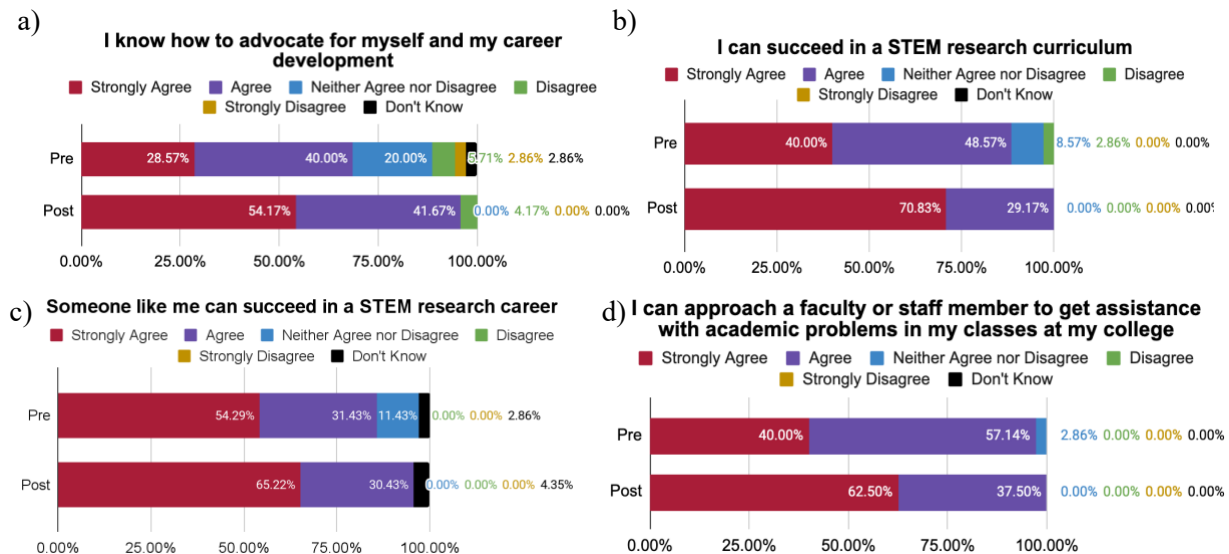 a)
I know how to advocate for myself and my career
development
Strongly Agree Agree Neither Agree nor Disagree Disagree
Strongly Disagree Don't Know
Pre 28.57% 40.00% 20.00% 5.71% 2.86% 2.86%
Post 54.17% 41.67% 0.00% 4.17% 0.00% 0.00%
0.00% 25.00% 50.00% 75.00% 100.00%
b)
I can succeed in a STEM research curriculum
Strongly Agree Agree Neither Agree nor Disagree Disagree
Strongly Disagree Don't Know
Pre 40.00% 48.57% 8.57% 2.86% 0.00% 0.00%
Post 70.83% 29.17% 0.00% 0.00% 0.00% 0.00%
0.00% 25.00% 50.00% 75.00% 100.00%
c)
Someone like me can succeed in a STEM research career
Strongly Agree Agree Neither Agree nor Disagree Disagree
Strongly Disagree Don't Know
Pre 54.29% 31.43% 11.43% 0.00% 0.00% 2.86%
Post 65.22% 30.43% 0.00% 0.00% 0.00% 4.35%
0.00% 25.00% 50.00% 75.00% 100.00%
d)
I can approach a faculty or staff member to get assistance
with academic problems in my classes at my college
Strongly Agree Agree Neither Agree nor Disagree Disagree
Strongly Disagree Don't Know
Pre 40.00% 57.14% 2.86% 0.00% 0.00% 0.00%
Post 62.50% 37.50% 0.00% 0.00% 0.00% 0.00%
0.00% 25.00% 50.00% 75.00% 100.00%